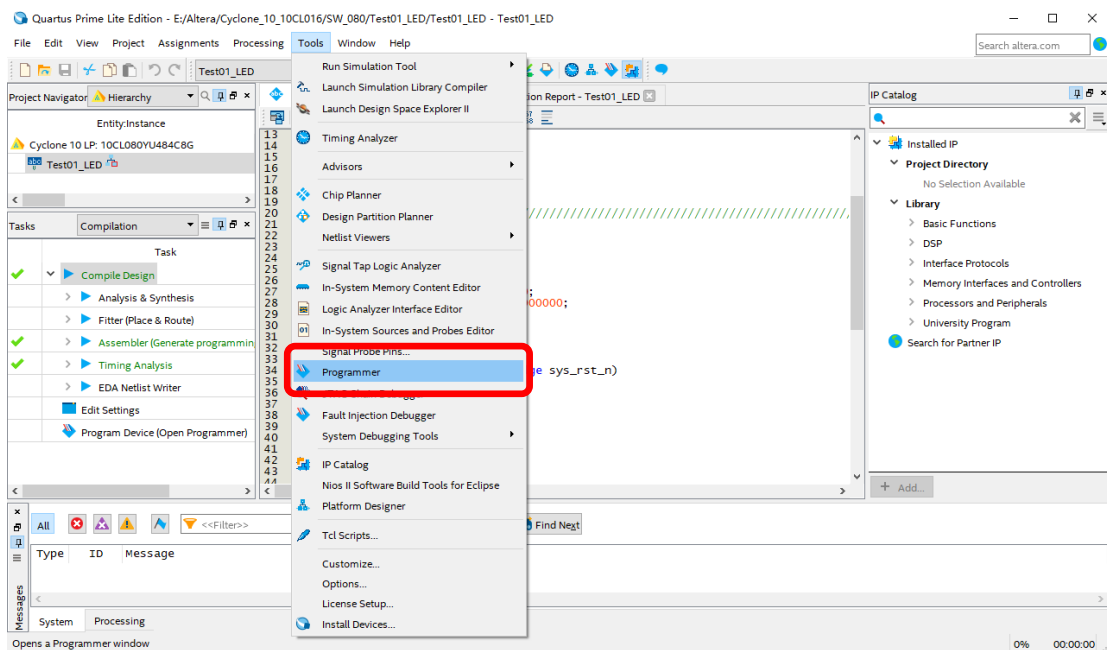 Quartus Prime Lite Edition - E:/Altera/Cyclone_10_10CL016/SW_080/Test01_LED/Test01_LED - Test01_LED
File Edit View Project Assignments Processing Tools Window Help
Search altera.com
Test01_LED
Project Navigator Hierarchy
Entity:Instance
Cyclone 10 LP: 10CL080YU484C8G
Test01_LED
Tasks Compilation
Task
Compile Design
Analysis & Synthesis
Fitter (Place & Route)
Assembler (Generate programmin
Timing Analysis
EDA Netlist Writer
Edit Settings
Program Device (Open Programmer)
ion Report - Test01_LED
13
14
15
16
17
18
19
20
21
22
23
24
25
26
27
28
29
30
31
32
33
34
35
36
37
38
39
40
41
42
43
44
//////////////////////////////////////////////
;
00000;
ge sys_rst_n)
Run Simulation Tool
Launch Simulation Library Compiler
Launch Design Space Explorer II
Timing Analyzer
Advisors
Chip Planner
Design Partition Planner
Netlist Viewers
Signal Tap Logic Analyzer
In-System Memory Content Editor
Logic Analyzer Interface Editor
In-System Sources and Probes Editor
Signal Probe Pins...
Programmer
Fault Injection Debugger
System Debugging Tools
IP Catalog
Nios II Software Build Tools for Eclipse
Platform Designer
Tcl Scripts...
Customize...
Options...
License Setup...
Install Devices...
IP Catalog
Installed IP
Project Directory
No Selection Available
Library
Basic Functions
DSP
Interface Protocols
Memory Interfaces and Controllers
Processors and Peripherals
University Program
Search for Partner IP
+ Add...
All <<Filter>> Find Next
Type ID Message
Messages
System Processing
Opens a Programmer window
0% 00:00:00